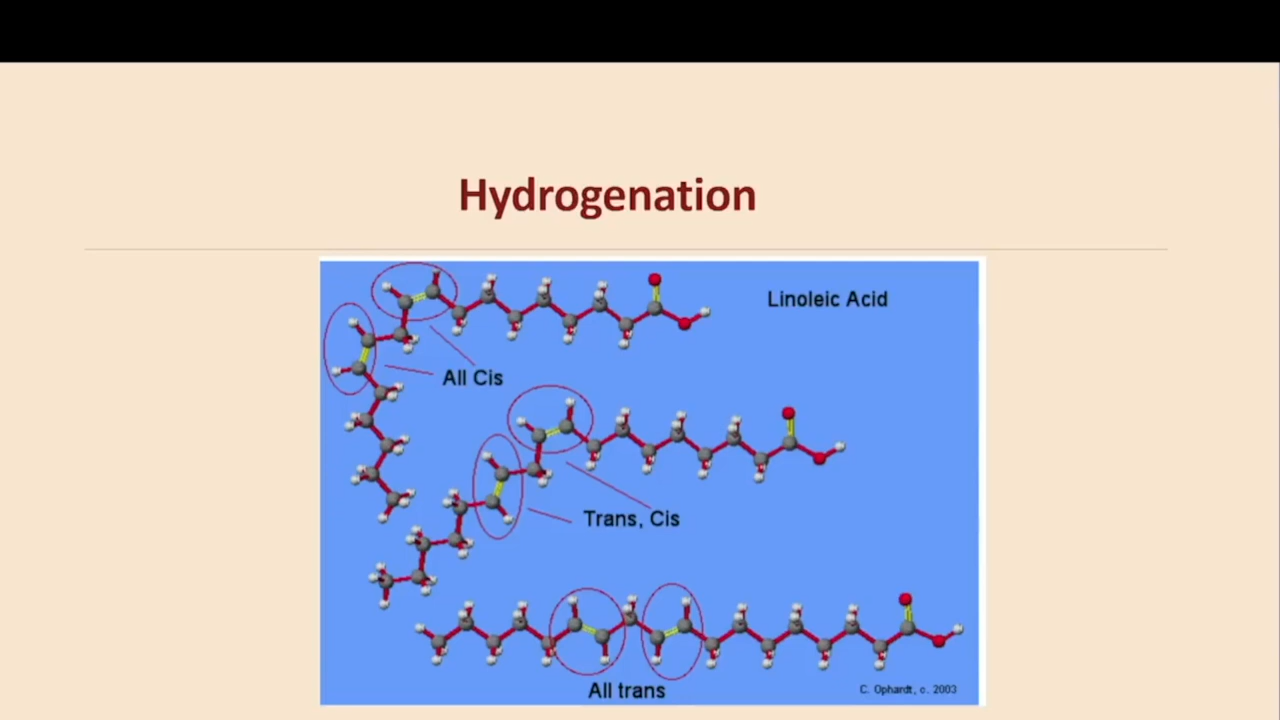 Hydrogenation
Linoleic Acid
All Cis
Trans, Cis
All trans
C. Ophardt, c. 2003